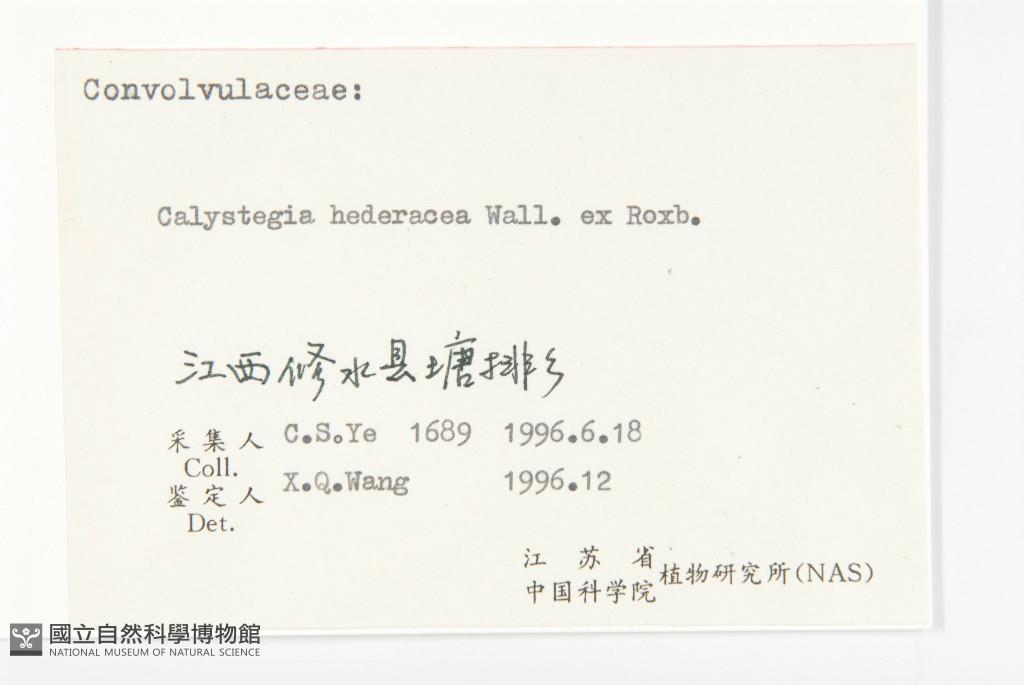 Convolvulaceae:
Calystegia hederacea Wall. ex Roxb.
江西修水县塘排乡
采集人 C.S.Ye 1689 1996.6.18
Coll.
鉴定人 X.Q.Wang 1996.12
Det.
江苏省
中国科学院 植物研究所(NAS)
國立自然科學博物館
NATIONAL MUSEUM OF NATURAL SCIENCE